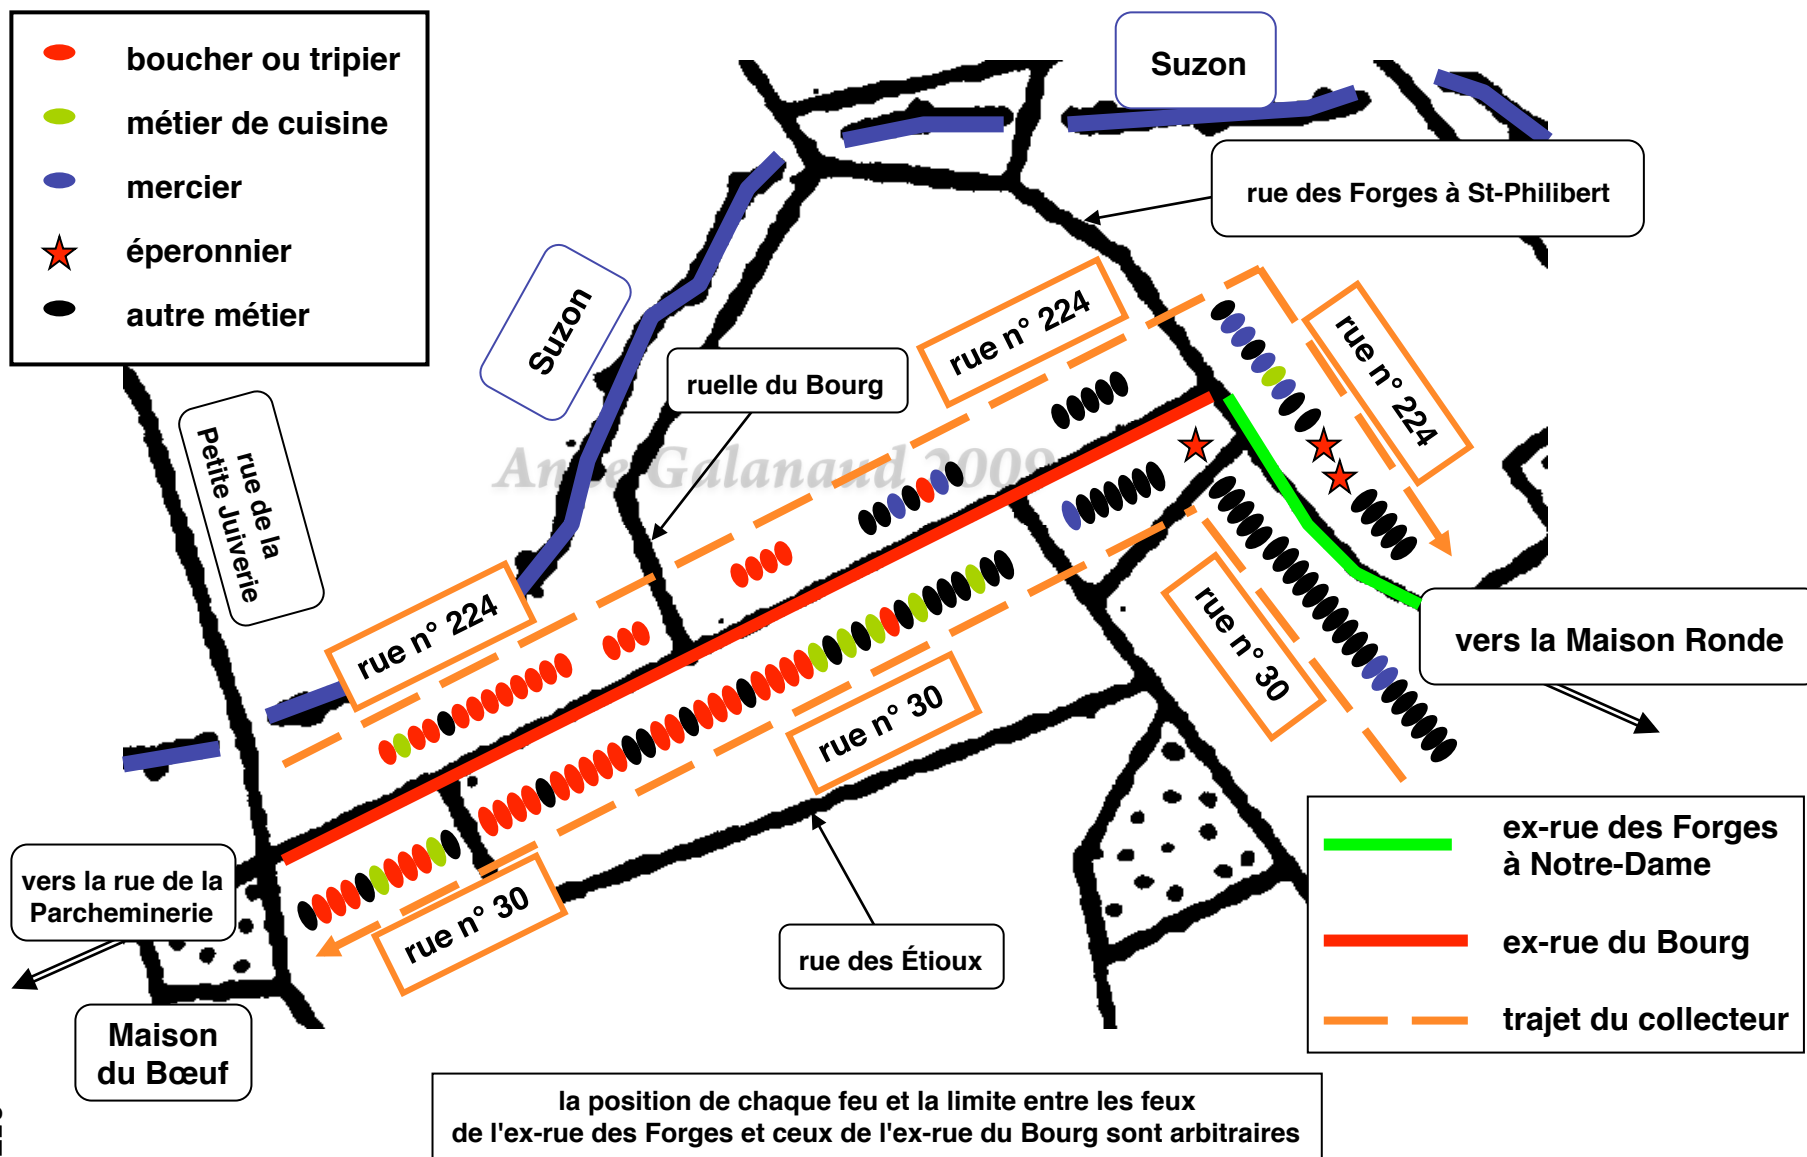 boucher ou tripier
métier de cuisine
mercier
éperonnier
autre métier
Suzon
rue des Forges à St-Philibert
Suzon
rue n° 224
rue n° 224
ruelle du Bourg
rue de la
Petite Juiverie
Anne Galanaud 2009
rue n° 224
rue n° 30
vers la Maison Ronde
rue n° 30
rue n° 30
vers la rue de la
Parcheminerie
rue des Étioux
Maison
du Bœuf
ex-rue des Forges
à Notre-Dame
ex-rue du Bourg
trajet du collecteur
la position de chaque feu et la limite entre les feux
de l'ex-rue des Forges et ceux de l'ex-rue du Bourg sont arbitraires